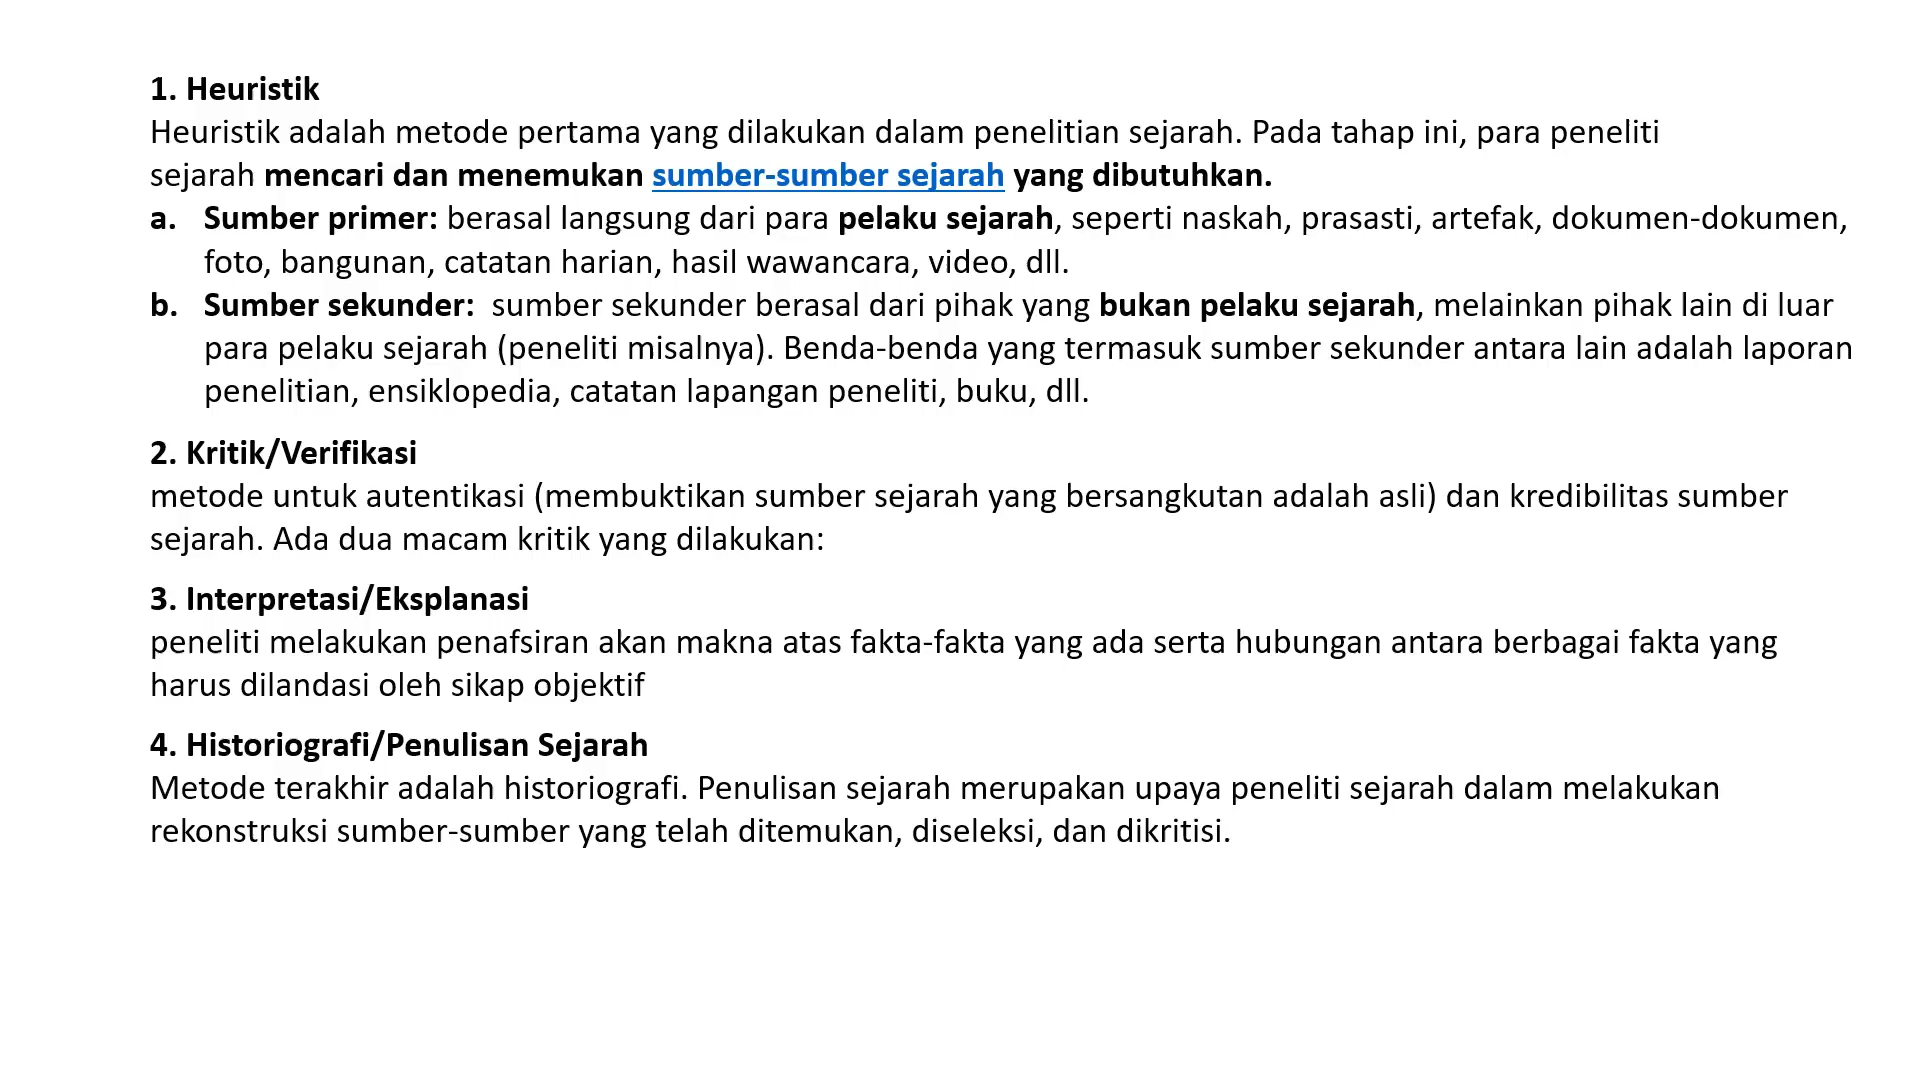 1. Heuristik
Heuristik adalah metode pertama yang dilakukan dalam penelitian sejarah. Pada tahap ini, para peneliti
sejarah mencari dan menemukan sumber-sumber sejarah yang dibutuhkan.
a. Sumber primer: berasal langsung dari para pelaku sejarah, seperti naskah, prasasti, artefak, dokumen-dokumen,
foto, bangunan, catatan harian, hasil wawancara, video, dll.
b. Sumber sekunder: sumber sekunder berasal dari pihak yang bukan pelaku sejarah, melainkan pihak lain di luar
para pelaku sejarah (peneliti misalnya). Benda-benda yang termasuk sumber sekunder antara lain adalah laporan
penelitian, ensiklopedia, catatan lapangan peneliti, buku, dll.
2. Kritik/Verifikasi
metode untuk autentikasi (membuktikan sumber sejarah yang bersangkutan adalah asli) dan kredibilitas sumber
sejarah. Ada dua macam kritik yang dilakukan:
3. Interpretasi/Eksplanasi
peneliti melakukan penafsiran akan makna atas fakta-fakta yang ada serta hubungan antara berbagai fakta yang
harus dilandasi oleh sikap objektif
4. Historiografi/Penulisan Sejarah
Metode terakhir adalah historiografi. Penulisan sejarah merupakan upaya peneliti sejarah dalam melakukan
rekonstruksi sumber-sumber yang telah ditemukan, diseleksi, dan dikritisi.